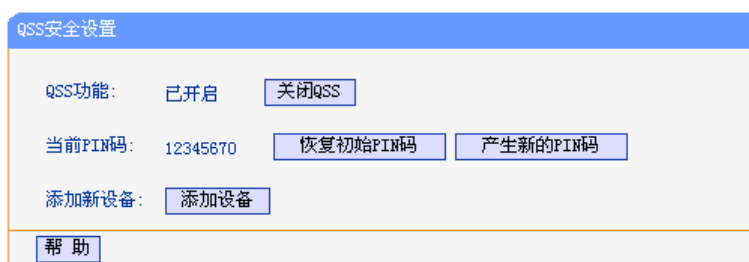 QSS安全设置
QSS功能： 已开启 关闭QSS
当前PIN码： 12345670 恢复初始PIN码 产生新的PIN码
添加新设备： 添加设备
帮 助